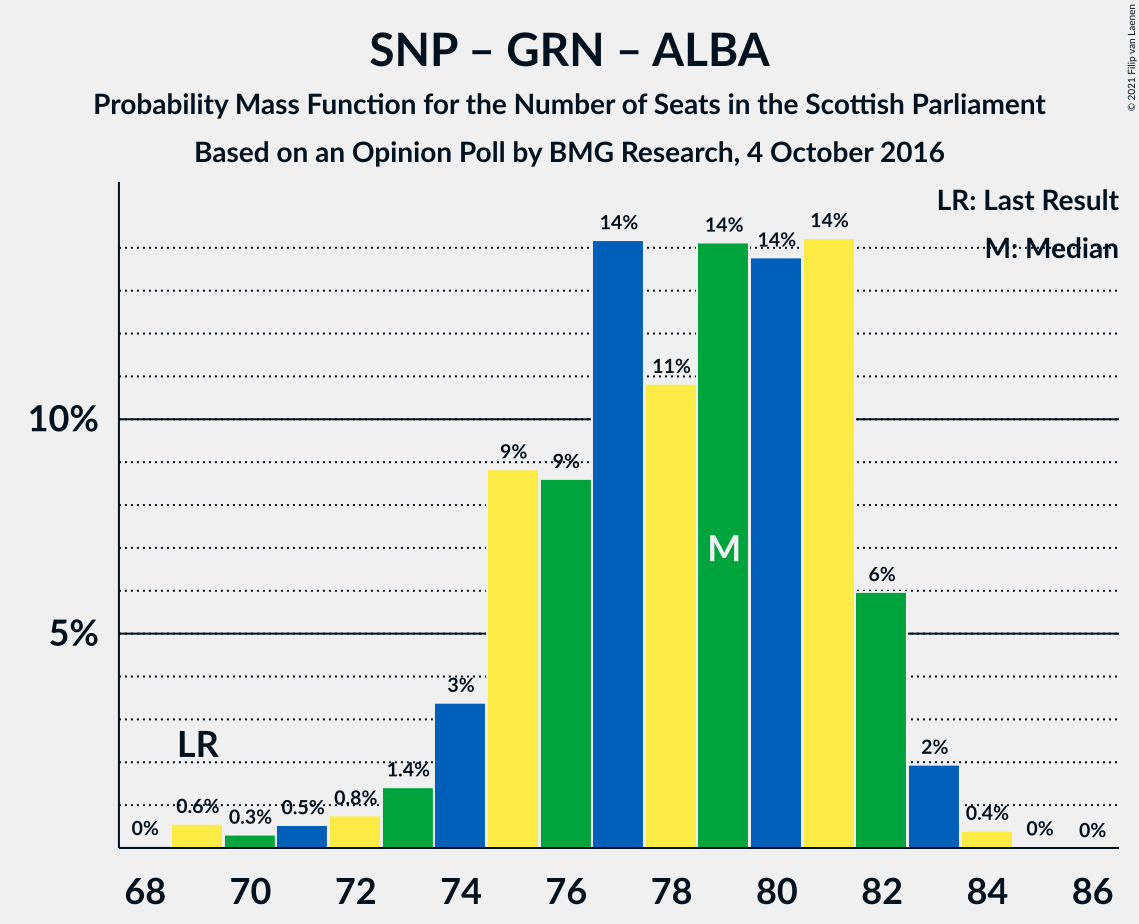 SNP – GRN – ALBA
Probability Mass Function for the Number of Seats in the Scottish Parliament
Based on an Opinion Poll by BMG Research, 4 October 2016
© 2021 Filip van Laenen
LR: Last Result
M: Median
10%
5%
0%
0.6%
0.3%
0.5%
0.8%
1.4%
3%
9%
9%
14%
11%
14%
14%
14%
6%
2%
0.4%
0%
0%
LR
M
68 70 72 74 76 78 80 82 84 86